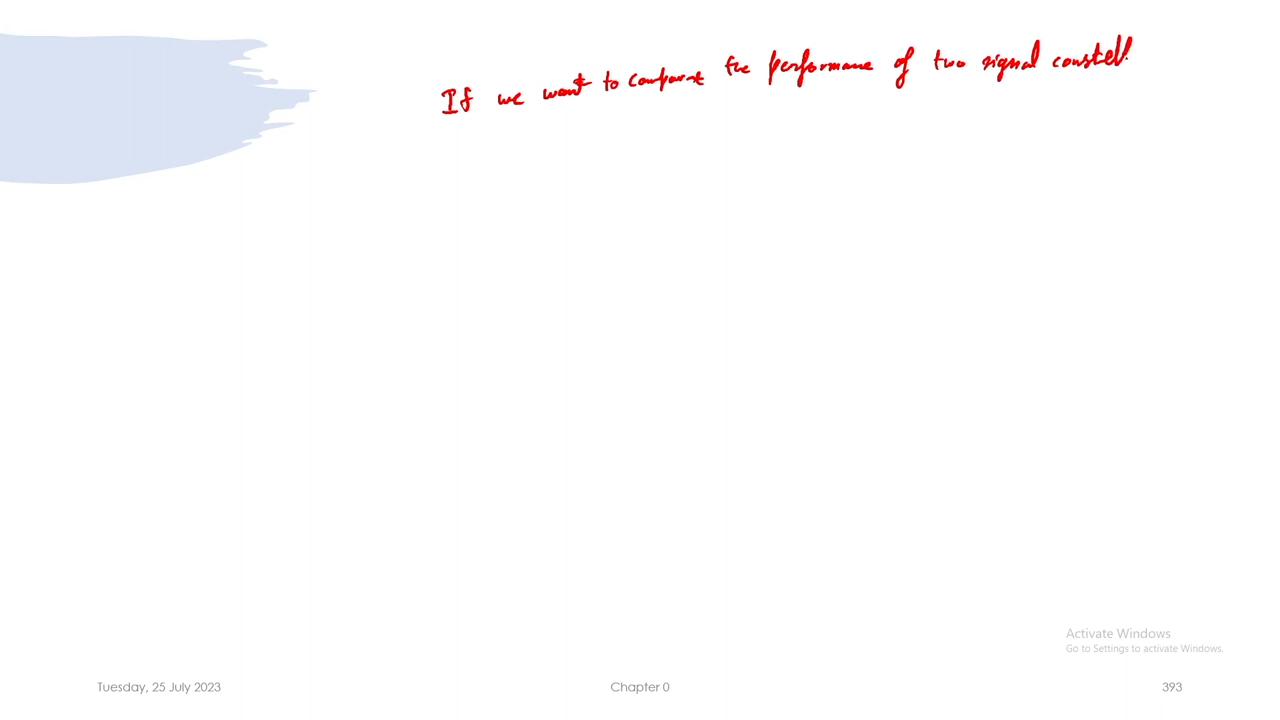 If we want to compare the performance of two signal constell.
Activate Windows
Go to Settings to activate Windows.
Tuesday, 25 July 2023
Chapter 0
393